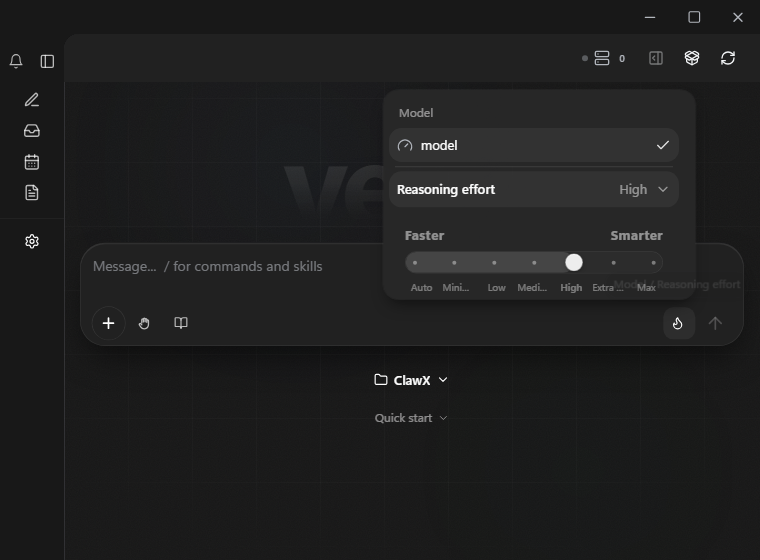 0
Model
model
Reasoning effort High
Faster Smarter
Auto Mini... Low Medi... High Extra ... Max
Model / Reasoning effort
ve
Message... / for commands and skills
ClawX
Quick start